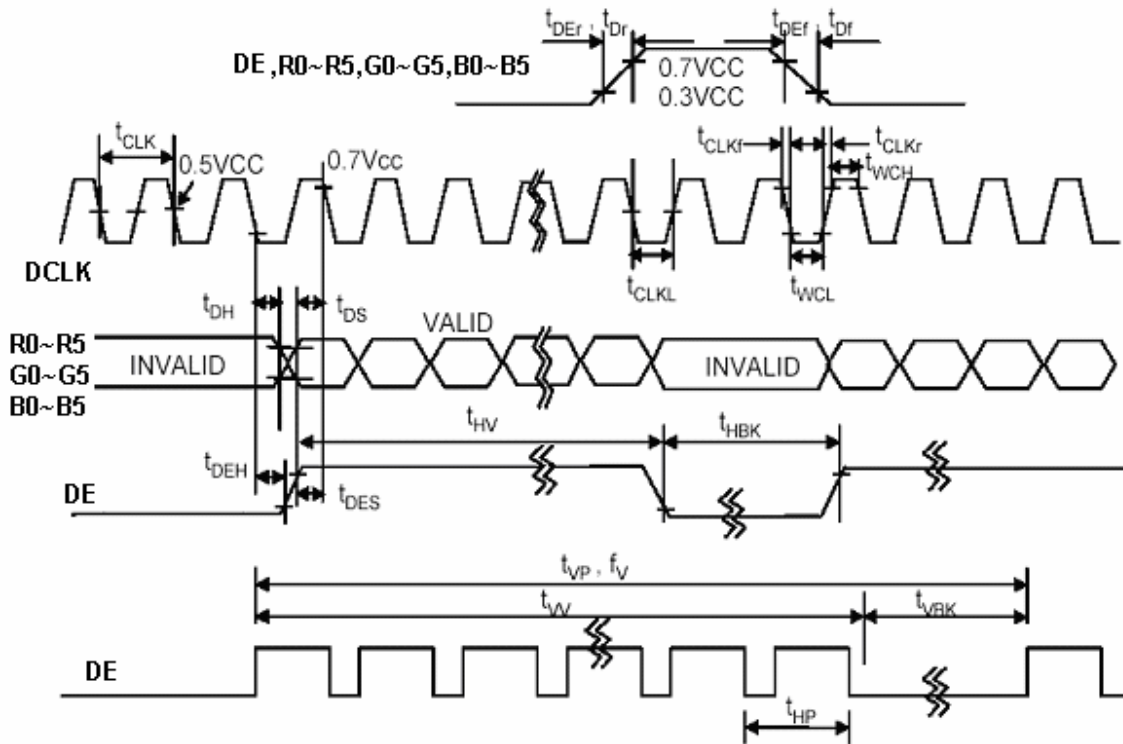 tDEr , tDr
tDEf , tDf
DE ,R0~R5,G0~G5,B0~B5
0.7VCC
0.3VCC
tCLK
0.5VCC
0.7Vcc
tCLKf
tCLKr
tWCH
DCLK
tCLKL
tWCL
tDH
tDS
VALID
R0~R5
INVALID
INVALID
G0~G5
B0~B5
tHV
tHBK
tDEH
DE
tDES
tVP , fV
tVV
tVBK
DE
tHP